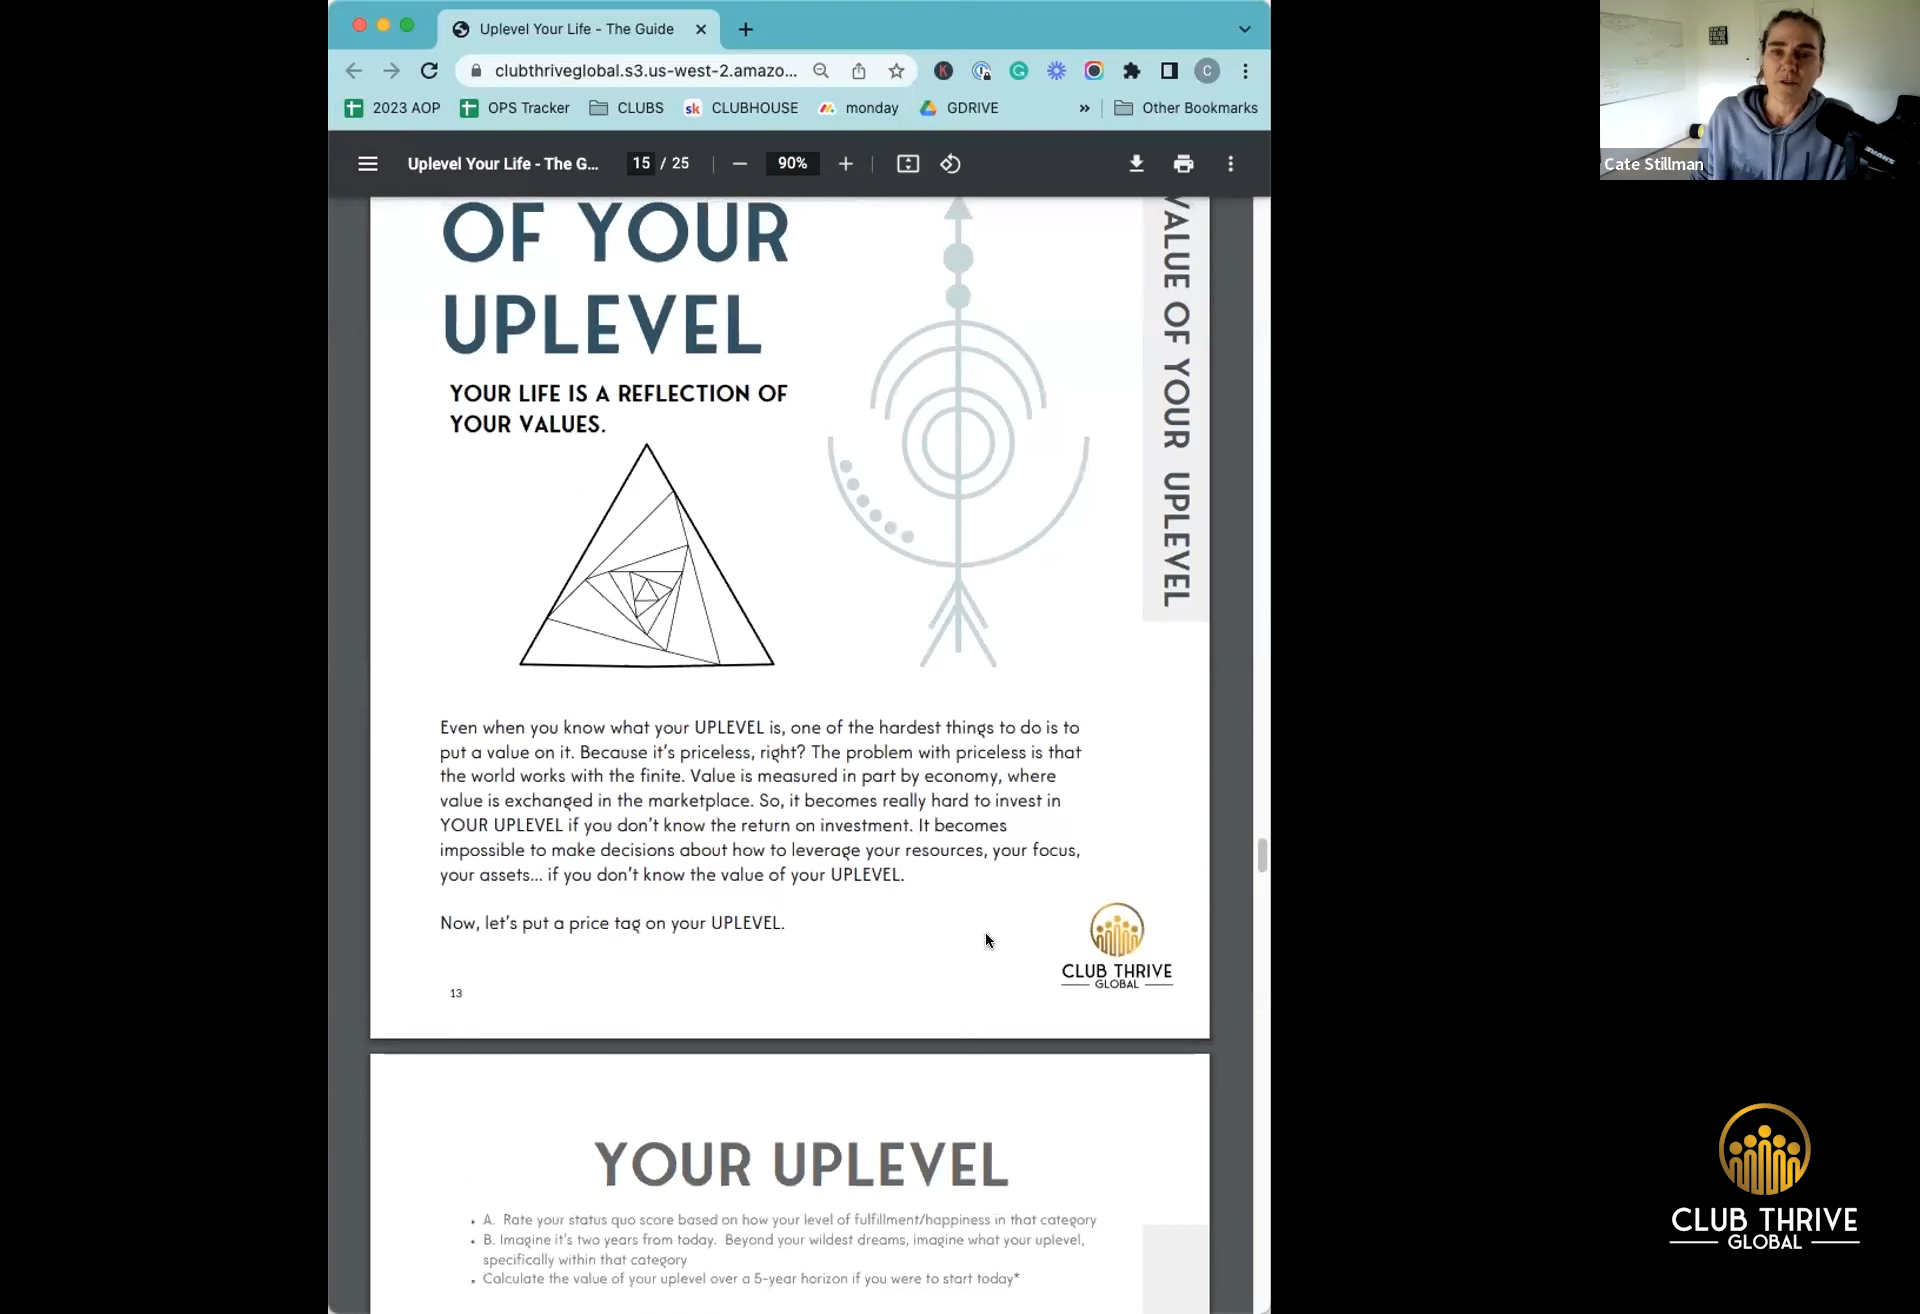 Uplevel Your Life - The Guide
clubthriveglobal.s3.us-west-2.amazo...
2023 AOP
OPS Tracker
CLUBS
sk CLUBHOUSE
monday
GDRIVE
»
Other Bookmarks
K
C
Uplevel Your Life - The G...
15 / 25
90%
OF YOUR
UPLEVEL
YOUR LIFE IS A REFLECTION OF
YOUR VALUES.
VALUE OF YOUR UPLEVEL
Even when you know what your UPLEVEL is, one of the hardest things to do is to
put a value on it. Because it's priceless, right? The problem with priceless is that
the world works with the finite. Value is measured in part by economy, where
value is exchanged in the marketplace. So, it becomes really hard to invest in
YOUR UPLEVEL if you don't know the return on investment. It becomes
impossible to make decisions about how to leverage your resources, your focus,
your assets... if you don't know the value of your UPLEVEL.
Now, let's put a price tag on your UPLEVEL.
CLUB THRIVE
GLOBAL
13
YOUR UPLEVEL
• A. Rate your status quo score based on how your level of fulfillment/happiness in that category
• B. Imagine it's two years from today. Beyond your wildest dreams, imagine what your uplevel,
specifically within that category
• Calculate the value of your uplevel over a 5-year horizon if you were to start today*
Cate Stillman
CLUB THRIVE
GLOBAL